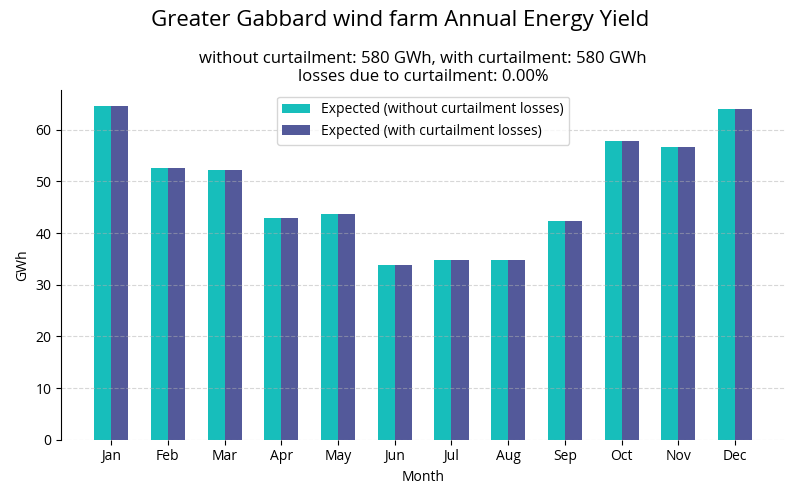 Greater Gabbard wind farm Annual Energy Yield
without curtailment: 580 GWh, with curtailment: 580 GWh
losses due to curtailment: 0.00%
Expected (without curtailment losses)
Expected (with curtailment losses)
GWh
60
50
40
30
20
10
0
Jan Feb Mar Apr May Jun Jul Aug Sep Oct Nov Dec
Month